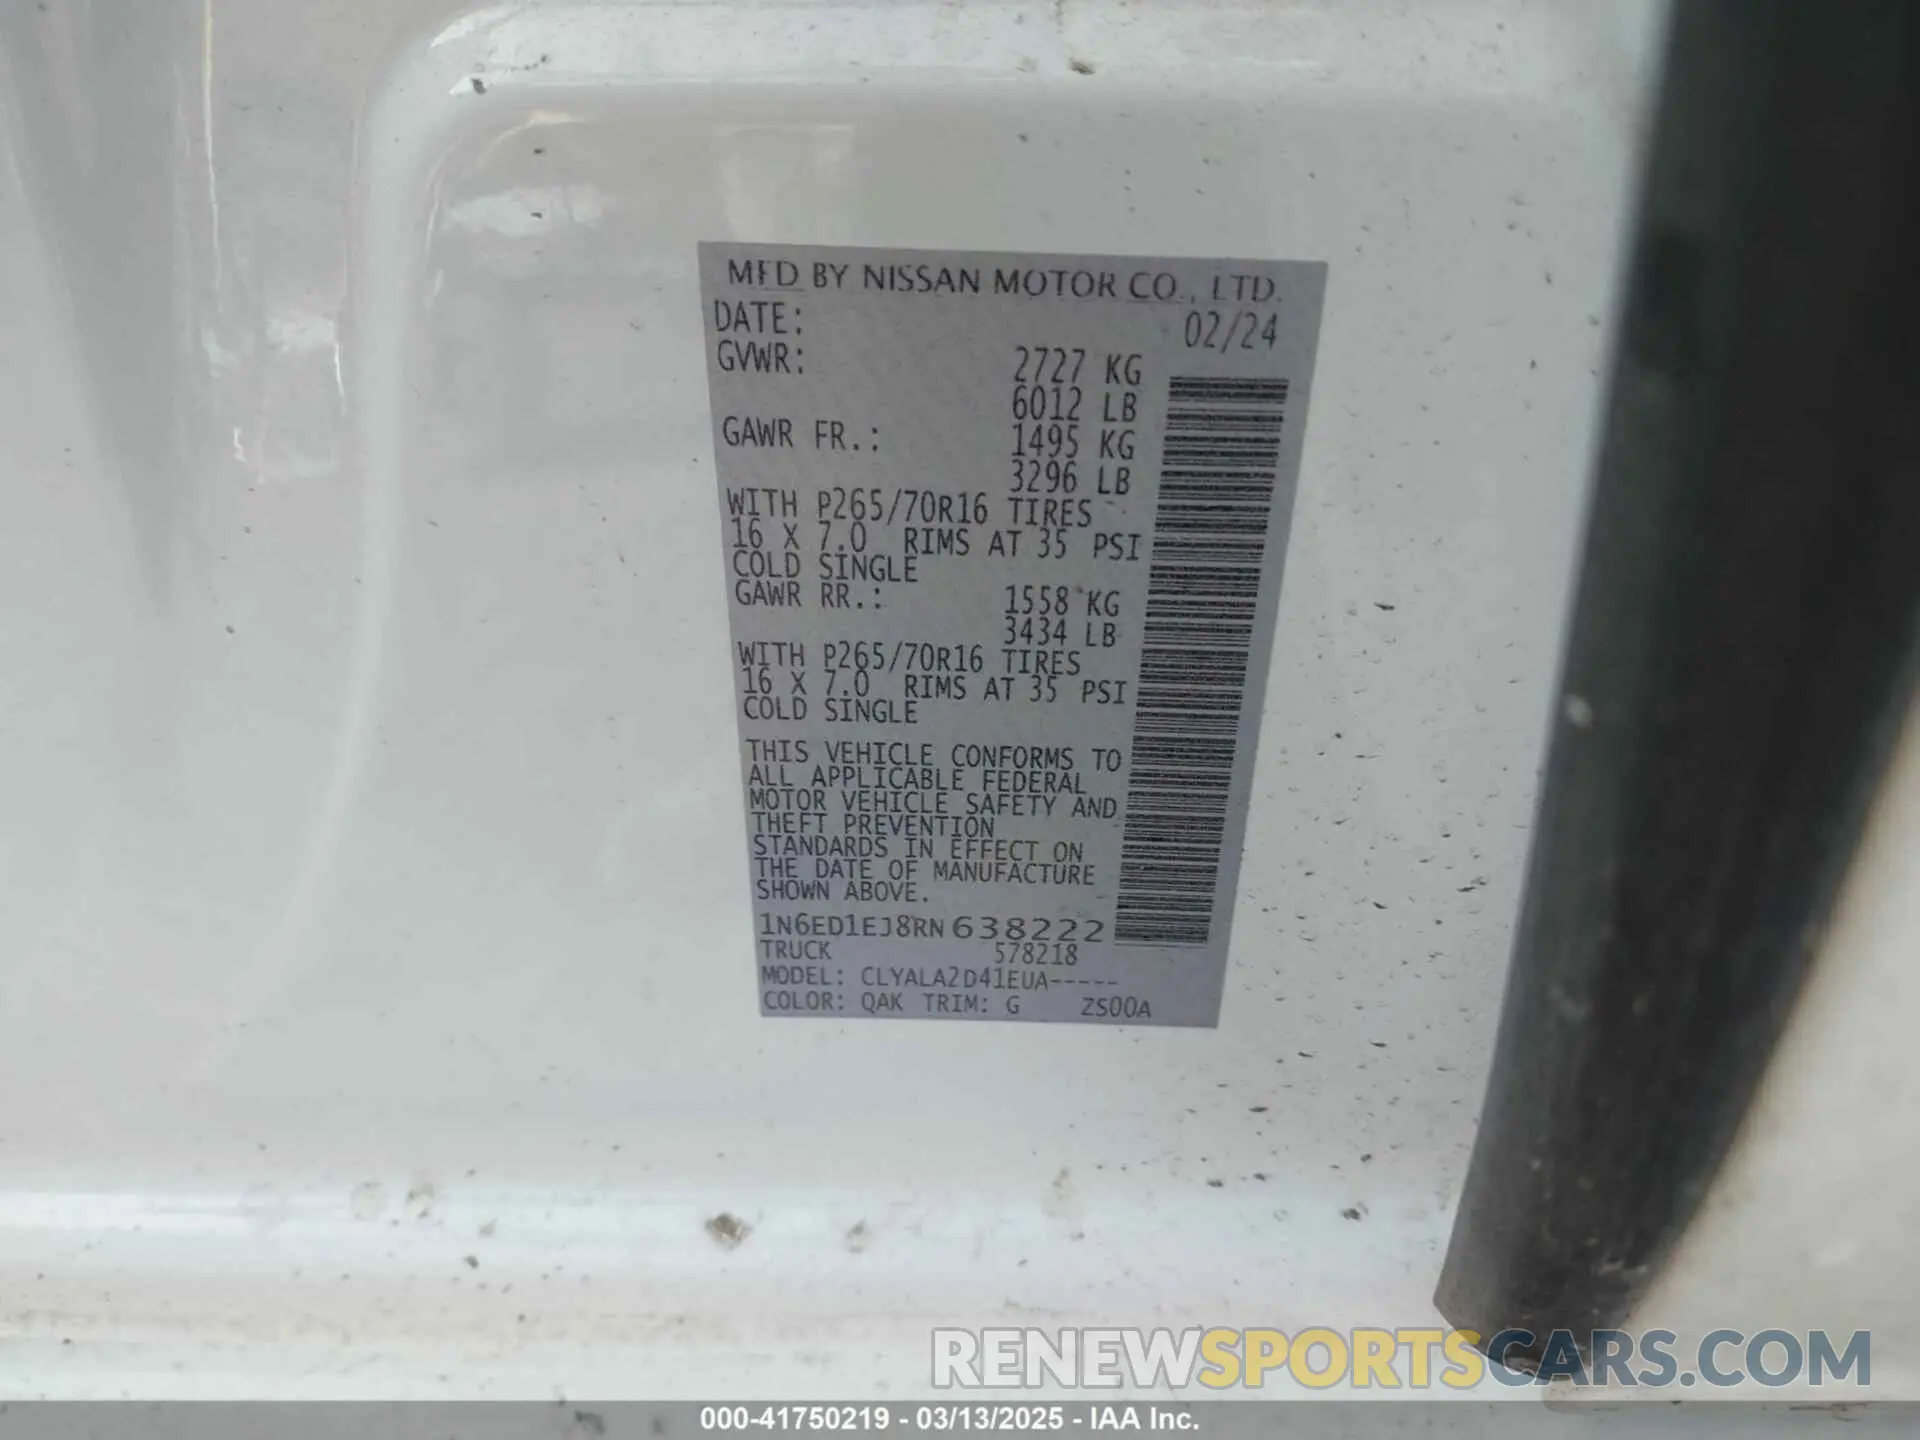 MFD BY NISSAN MOTOR CO., LTD.
DATE: 02/24
GVWR: 2727 KG
6012 LB
GAWR FR.: 1495 KG
3296 LB
WITH P265/70R16 TIRES
16 X 7.0 RIMS AT 35 PSI
COLD SINGLE
GAWR RR.: 1558 KG
3434 LB
WITH P265/70R16 TIRES
16 X 7.0 RIMS AT 35 PSI
COLD SINGLE
THIS VEHICLE CONFORMS TO
ALL APPLICABLE FEDERAL
MOTOR VEHICLE SAFETY AND
THEFT PREVENTION
STANDARDS IN EFFECT ON
THE DATE OF MANUFACTURE
SHOWN ABOVE.
1N6ED1EJ8RN638222
TRUCK 578218
MODEL: CLYALA2D41EUA-----
COLOR: QAK TRIM: G ZS00A
RENEWSPORTSCARS.COM
000-41750219 - 03/13/2025 - IAA Inc.